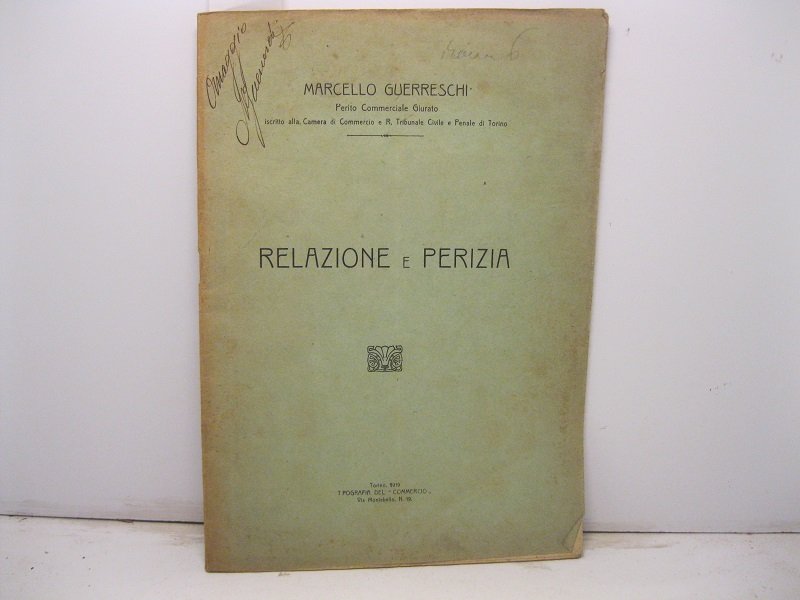 Omaggio
MARCELLO GUERRESCHI
Perito Commerciale Giurato
iscritto alla, Camera di Commercio e R. Tribunale Civile e Penale di Torino
RELAZIONE E PERIZIA
Torino, 1919
TIPOGRAFIA DEL "COMMERCIO"
Via Montebello, N. 19.